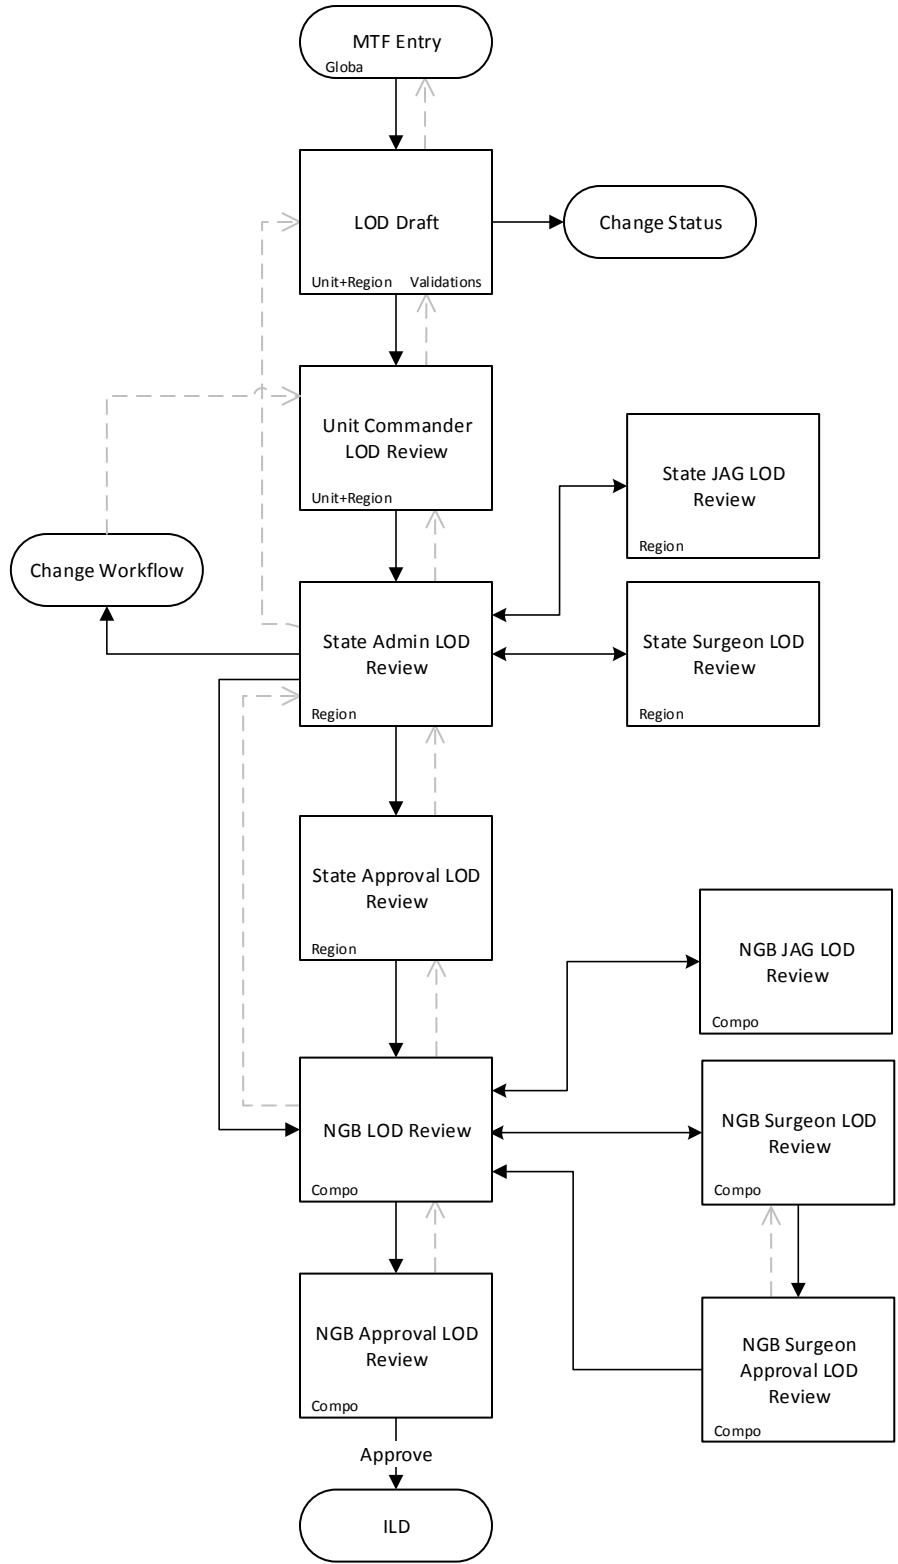 MTF Entry
Globa
LOD Draft
Unit+Region
Validations
Change Status
Unit Commander
LOD Review
Unit+Region
State JAG LOD
Review
Region
Change Workflow
State Admin LOD
Review
Region
State Surgeon LOD
Review
Region
State Approval LOD
Review
Region
NGB JAG LOD
Review
Compo
NGB LOD Review
Compo
NGB Surgeon LOD
Review
Compo
NGB Approval LOD
Review
Compo
NGB Surgeon
Approval LOD
Review
Compo
Approve
ILD